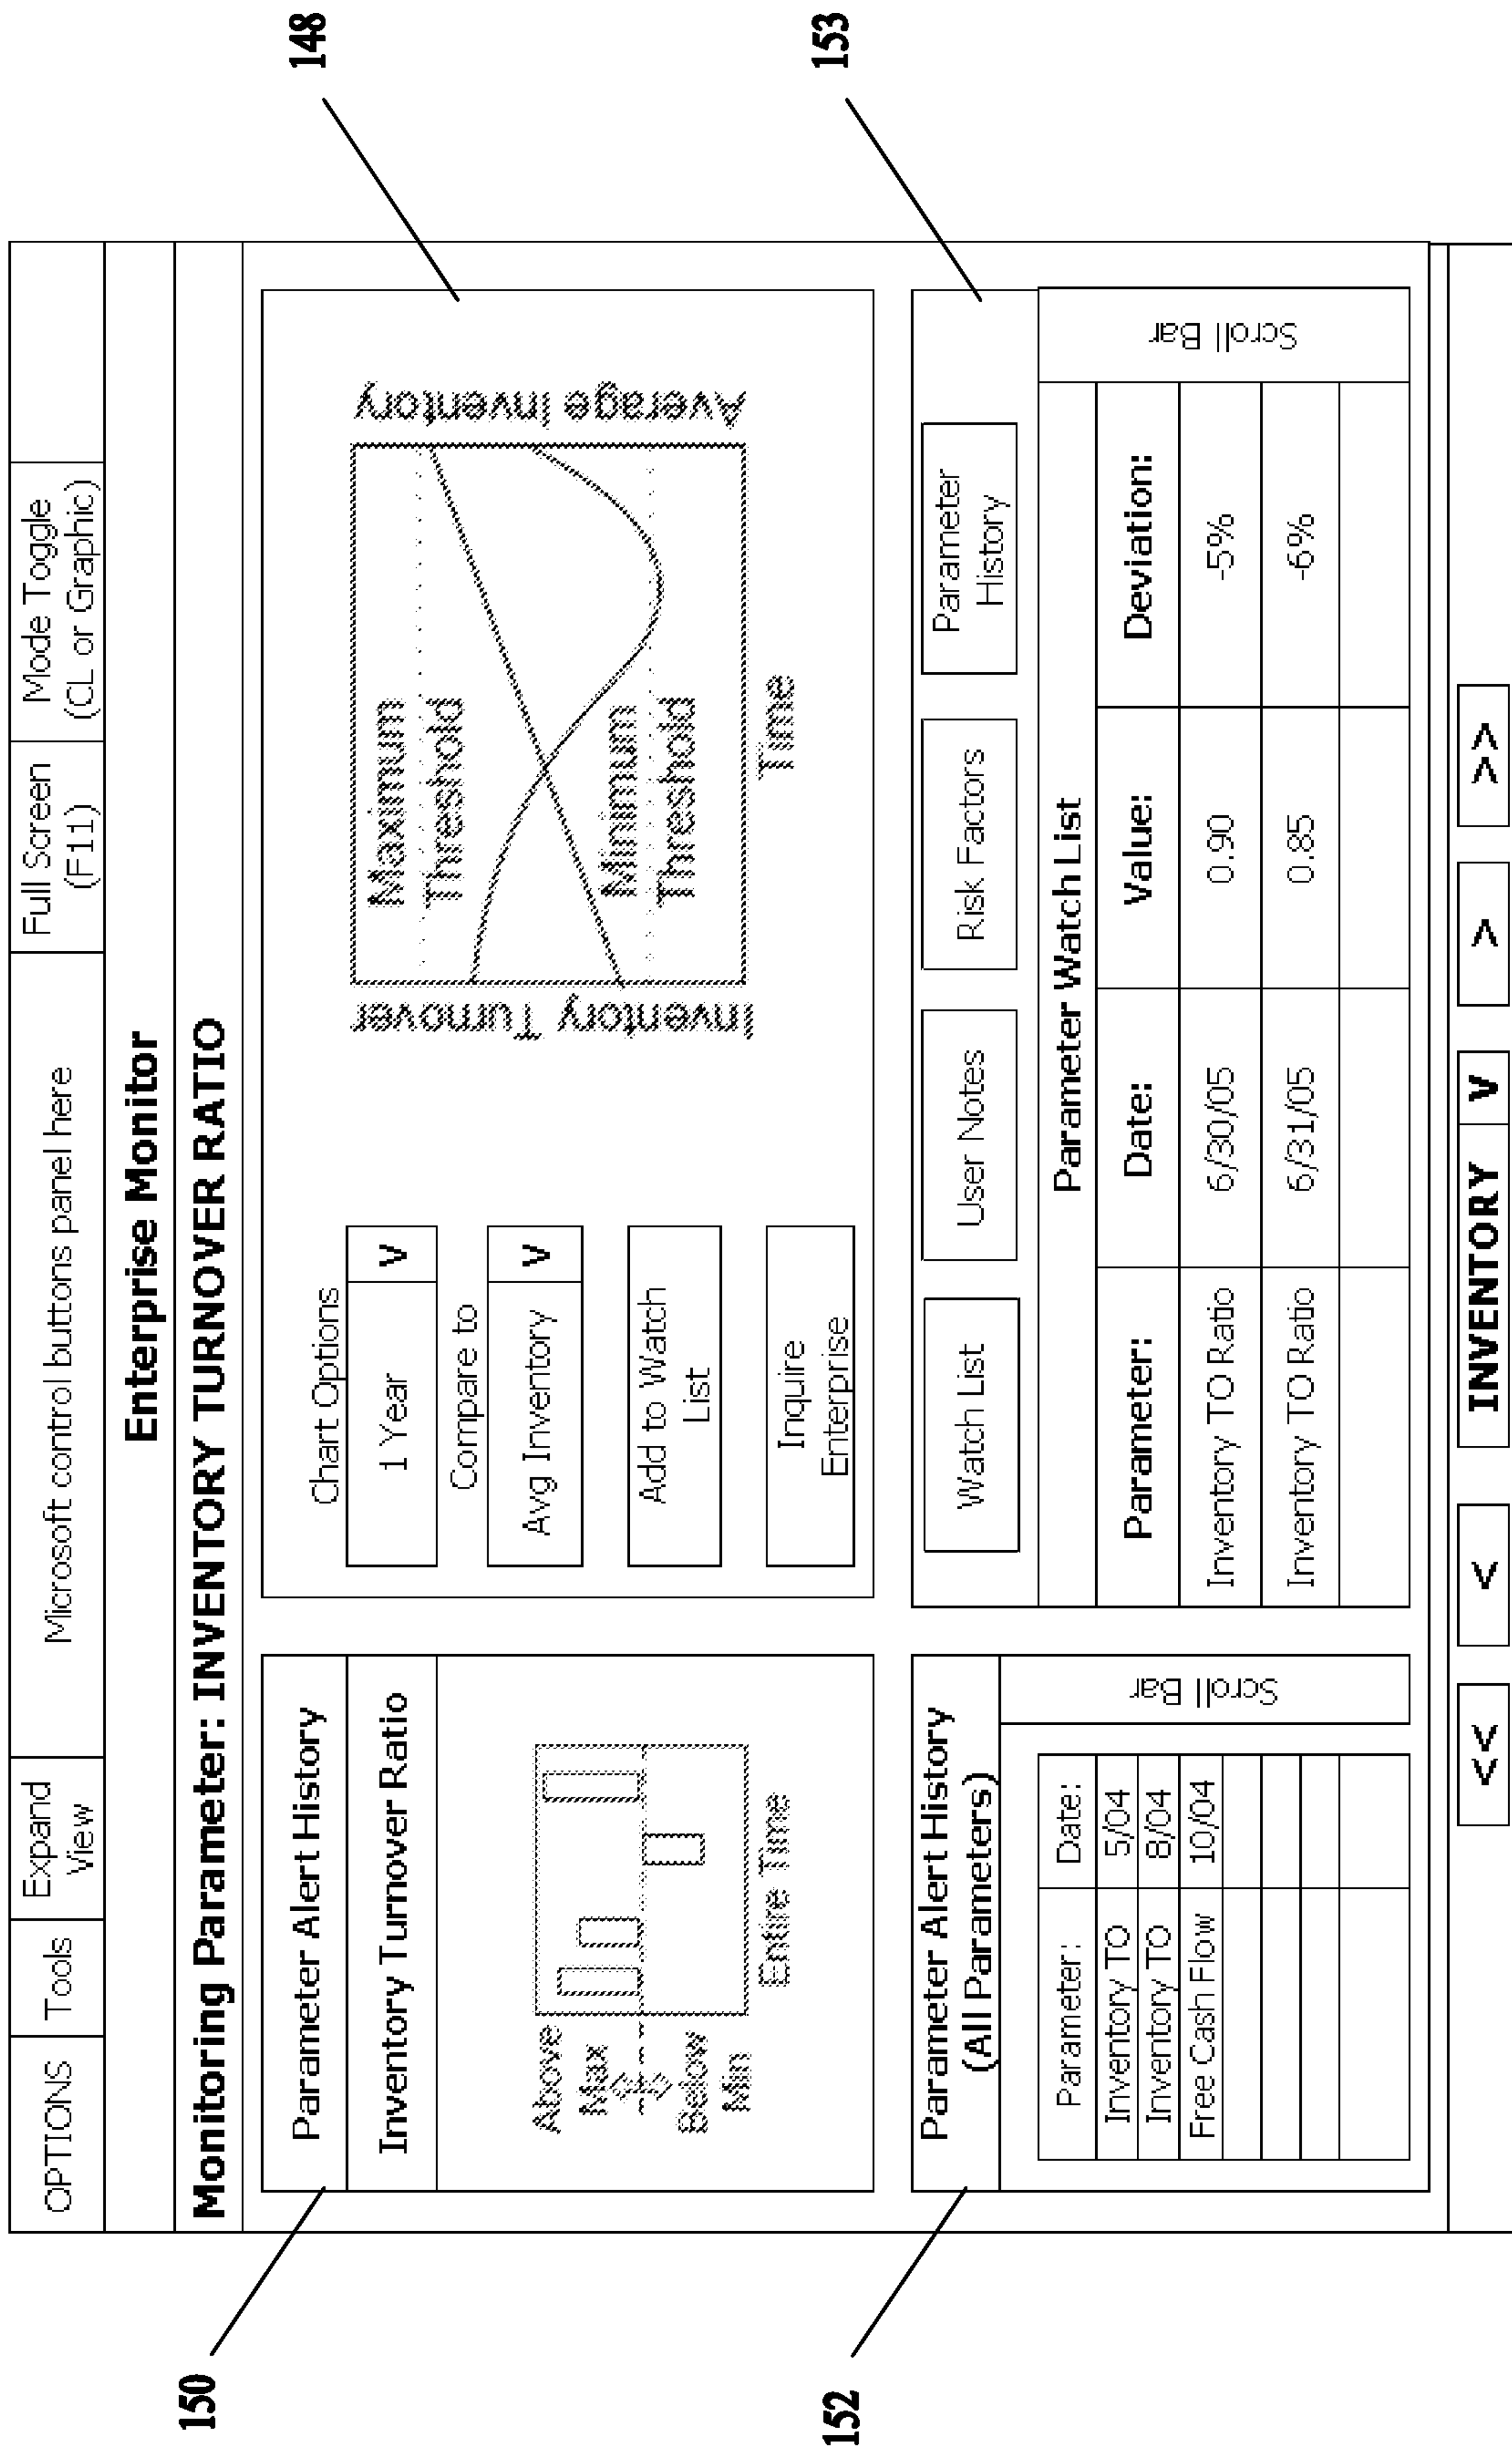 OPTIONS
Tools
Expand
View
Microsoft control buttons panel here
Full Screen
(F11)
Mode Toggle
(CL or Graphic)
Enterprise Monitor
Monitoring Parameter: INVENTORY TURNOVER RATIO
150
Parameter Alert History
Inventory Turnover Ratio
Above
Max
Below
Min
Entire Time
148
Chart Options
1 Year V
Compare to
Avg Inventory V
Add to Watch
List
Inquire
Enterprise
Inventory Turnover
Maximum
Threshold
Minimum
Threshold
Time
Average Inventory
152
Parameter Alert History
(All Parameters)
Parameter: Date:
Inventory TO 5/04
Inventory TO 8/04
Free Cash Flow 10/04
Scroll Bar
153
Watch List
User Notes
Risk Factors
Parameter
History
Parameter Watch List
Parameter: Date: Value: Deviation:
Inventory TO Ratio 6/30/05 0.90 -5%
Inventory TO Ratio 6/31/05 0.85 -6%
Scroll Bar
<< < INVENTORY V > >>